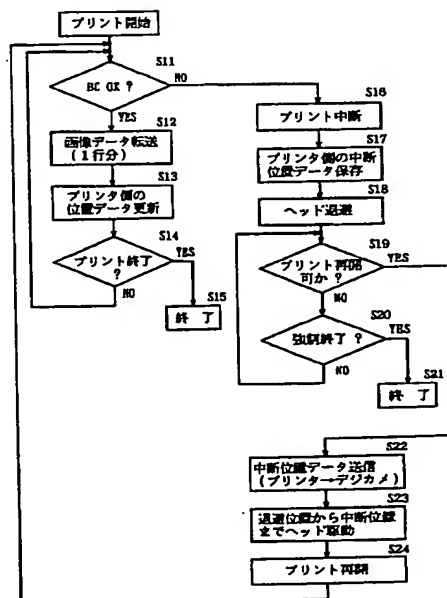 プリント開始
S11
BC OK ?
NO
YES
S12
画像データ転送
(1行分)
S13
プリンタ側の
位置データ更新
S14
プリント終了
?
YES
NO
S15
終 了
S16
プリント中断
S17
プリンタ側の中断
位置データ保存
S18
ヘッド退避
S19
プリント再開
可か ?
YES
NO
S20
強制終了 ?
YES
NO
S21
終 了
S22
中断位置データ送信
(プリンター→デジカメ)
S23
退避位置から中断位置
までヘッド駆動
S24
プリント再開